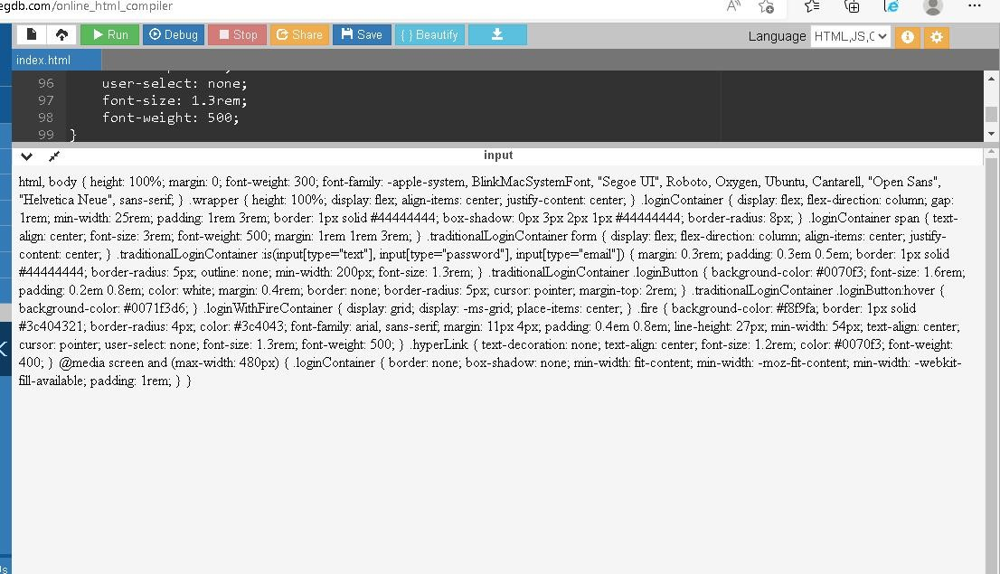 egdb.com/online_html_compiler
Run Debug Stop Share Save { } Beautify Language HTML,JS,C
index.html
96 user-select: none;
97 font-size: 1.3rem;
98 font-weight: 500;
99 }
input
html, body { height: 100%; margin: 0; font-weight: 300; font-family: -apple-system, BlinkMacSystemFont, "Segoe UI", Roboto, Oxygen, Ubuntu, Cantarell, "Open Sans",
"Helvetica Neue", sans-serif; } .wrapper { height: 100%; display: flex; align-items: center; justify-content: center; } .loginContainer { display: flex; flex-direction: column; gap:
1rem; min-width: 25rem; padding: 1rem 3rem; border: 1px solid #44444444; box-shadow: 0px 3px 2px 1px #44444444; border-radius: 8px; } .loginContainer span { text-
align: center; font-size: 3rem; font-weight: 500; margin: 1rem 1rem 3rem; } .traditionalLoginContainer form { display: flex; flex-direction: column; align-items: center; justify-
content: center; } .traditionalLoginContainer :is(input[type="text"], input[type="password"], input[type="email"]) { margin: 0.3rem; padding: 0.3em 0.5em; border: 1px solid
#44444444; border-radius: 5px; outline: none; min-width: 200px; font-size: 1.3rem; } .traditionalLoginContainer .loginButton { background-color: #0070f3; font-size: 1.6rem;
padding: 0.2em 0.8em; color: white; margin: 0.4rem; border: none; border-radius: 5px; cursor: pointer; margin-top: 2rem; } .traditionalLoginContainer .loginButton:hover {
background-color: #0071f3d6; } .loginWithFireContainer { display: grid; display: -ms-grid; place-items: center; } .fire { background-color: #f8f9fa; border: 1px solid
#3c404321; border-radius: 4px; color: #3c4043; font-family: arial, sans-serif; margin: 11px 4px; padding: 0.4em 0.8em; line-height: 27px; min-width: 54px; text-align: center;
cursor: pointer; user-select: none; font-size: 1.3rem; font-weight: 500; } .hyperLink { text-decoration: none; text-align: center; font-size: 1.2rem; color: #0070f3; font-weight:
400; } @media screen and (max-width: 480px) { .loginContainer { border: none; box-shadow: none; min-width: fit-content; min-width: -moz-fit-content; min-width: -webkit-
fill-available; padding: 1rem; } }